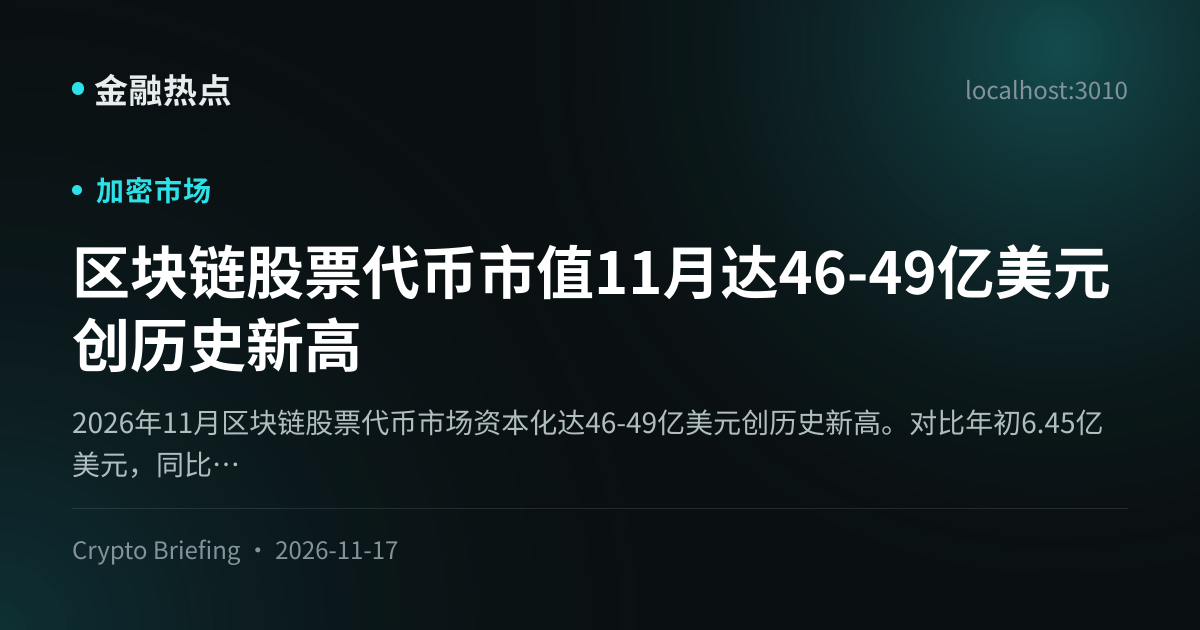 金融热点
localhost:3010
加密市场
区块链股票代币市值11月达46-49亿美元
创历史新高
2026年11月区块链股票代币市场资本化达46-49亿美元创历史新高。对比年初6.45亿
美元，同比…
Crypto Briefing • 2026-11-17